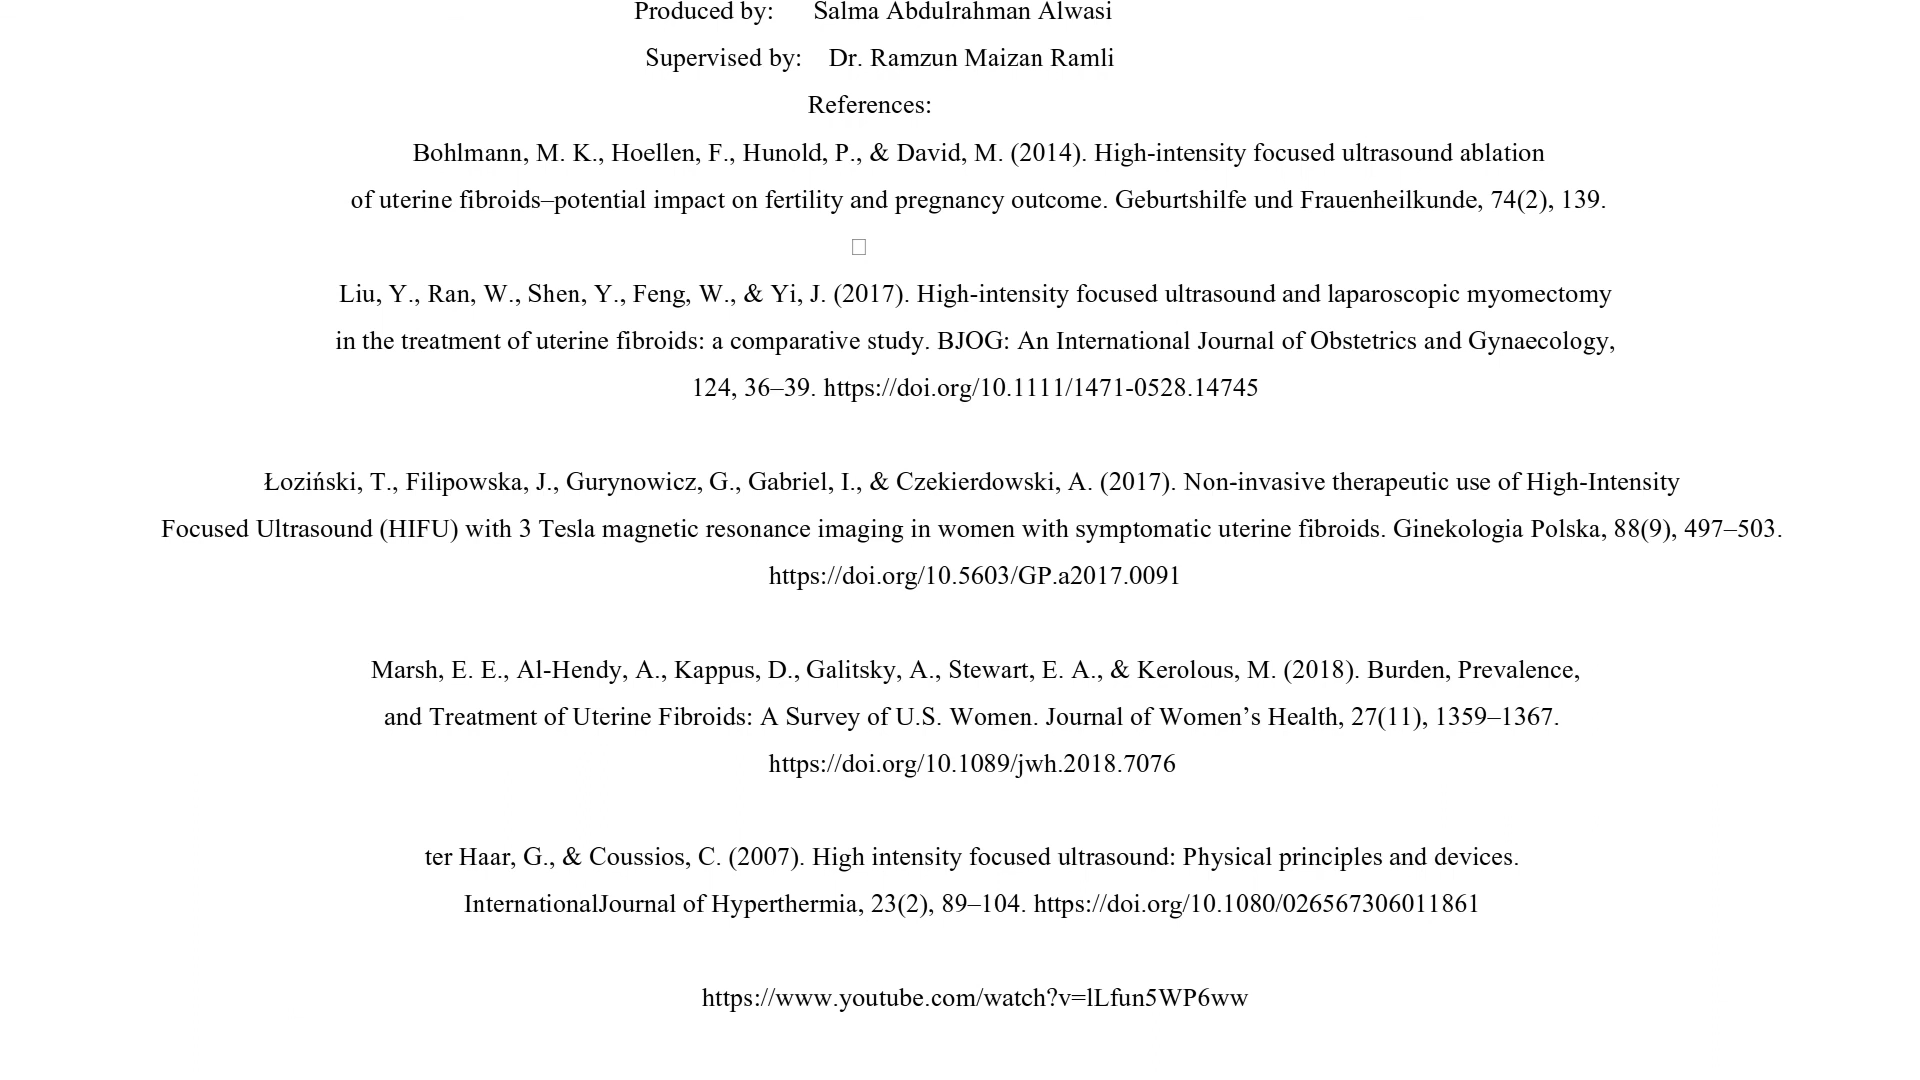 Produced by: Salma Abdulrahman Alwasi
Supervised by: Dr. Ramzun Maizan Ramli
References:
Bohlmann, M. K., Hoellen, F., Hunold, P., & David, M. (2014). High-intensity focused ultrasound ablation
of uterine fibroids–potential impact on fertility and pregnancy outcome. Geburtshilfe und Frauenheilkunde, 74(2), 139.
Liu, Y., Ran, W., Shen, Y., Feng, W., & Yi, J. (2017). High-intensity focused ultrasound and laparoscopic myomectomy
in the treatment of uterine fibroids: a comparative study. BJOG: An International Journal of Obstetrics and Gynaecology,
124, 36–39. https://doi.org/10.1111/1471-0528.14745
Łoziński, T., Filipowska, J., Gurynowicz, G., Gabriel, I., & Czekierdowski, A. (2017). Non-invasive therapeutic use of High-Intensity
Focused Ultrasound (HIFU) with 3 Tesla magnetic resonance imaging in women with symptomatic uterine fibroids. Ginekologia Polska, 88(9), 497–503.
https://doi.org/10.5603/GP.a2017.0091
Marsh, E. E., Al-Hendy, A., Kappus, D., Galitsky, A., Stewart, E. A., & Kerolous, M. (2018). Burden, Prevalence,
and Treatment of Uterine Fibroids: A Survey of U.S. Women. Journal of Women’s Health, 27(11), 1359–1367.
https://doi.org/10.1089/jwh.2018.7076
ter Haar, G., & Coussios, C. (2007). High intensity focused ultrasound: Physical principles and devices.
InternationalJournal of Hyperthermia, 23(2), 89–104. https://doi.org/10.1080/026567306011861
https://www.youtube.com/watch?v=lLfun5WP6ww